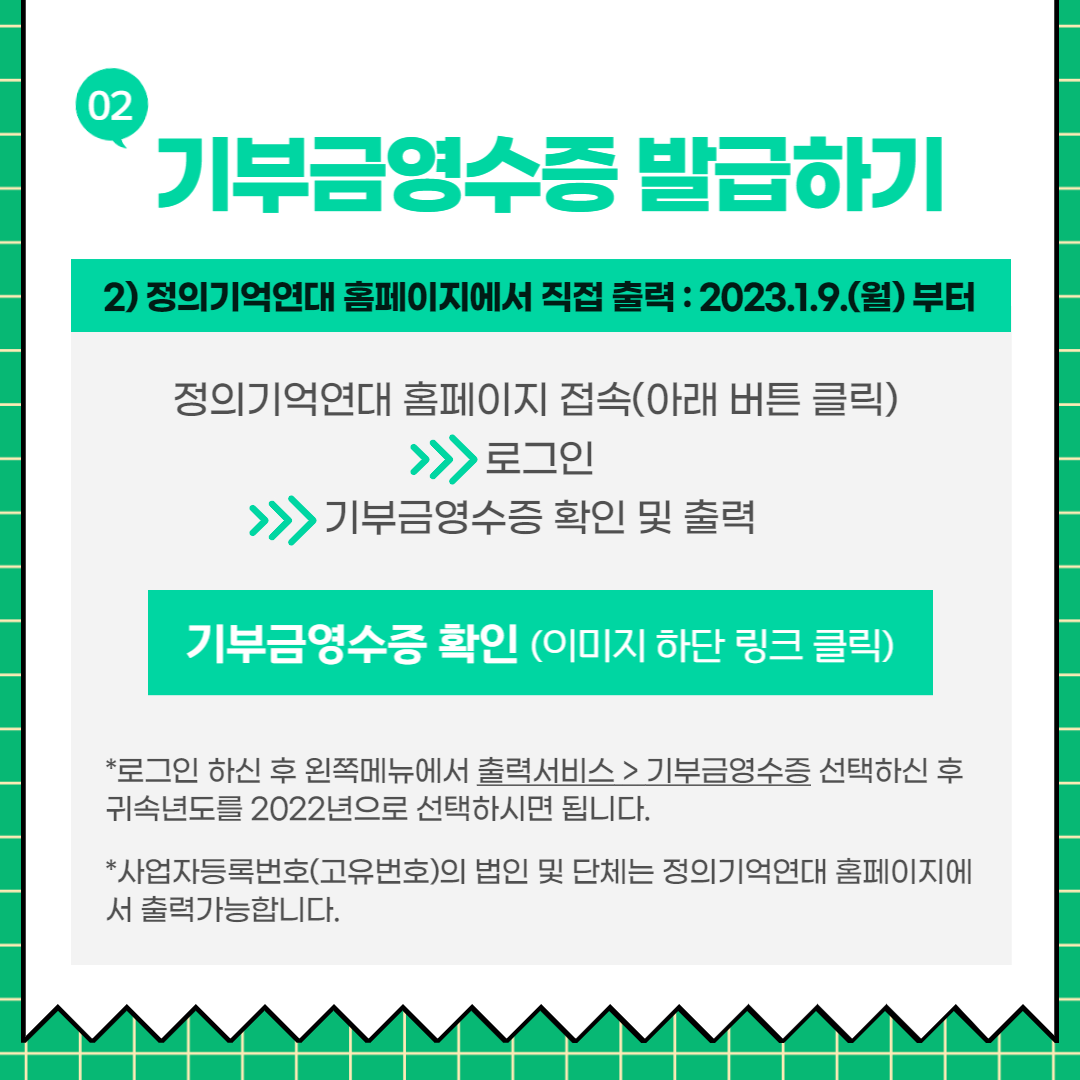 02
기부금영수증 발급하기
2) 정의기억연대 홈페이지에서 직접 출력 : 2023.1.9.(월) 부터
정의기억연대 홈페이지 접속(아래 버튼 클릭)
로그인
기부금영수증 확인 및 출력
기부금영수증 확인 (이미지 하단 링크 클릭)
*로그인 하신 후 왼쪽메뉴에서 출력서비스 > 기부금영수증 선택하신 후
귀속년도를 2022년으로 선택하시면 됩니다.
*사업자등록번호(고유번호)의 법인 및 단체는 정의기억연대 홈페이지에
서 출력가능합니다.